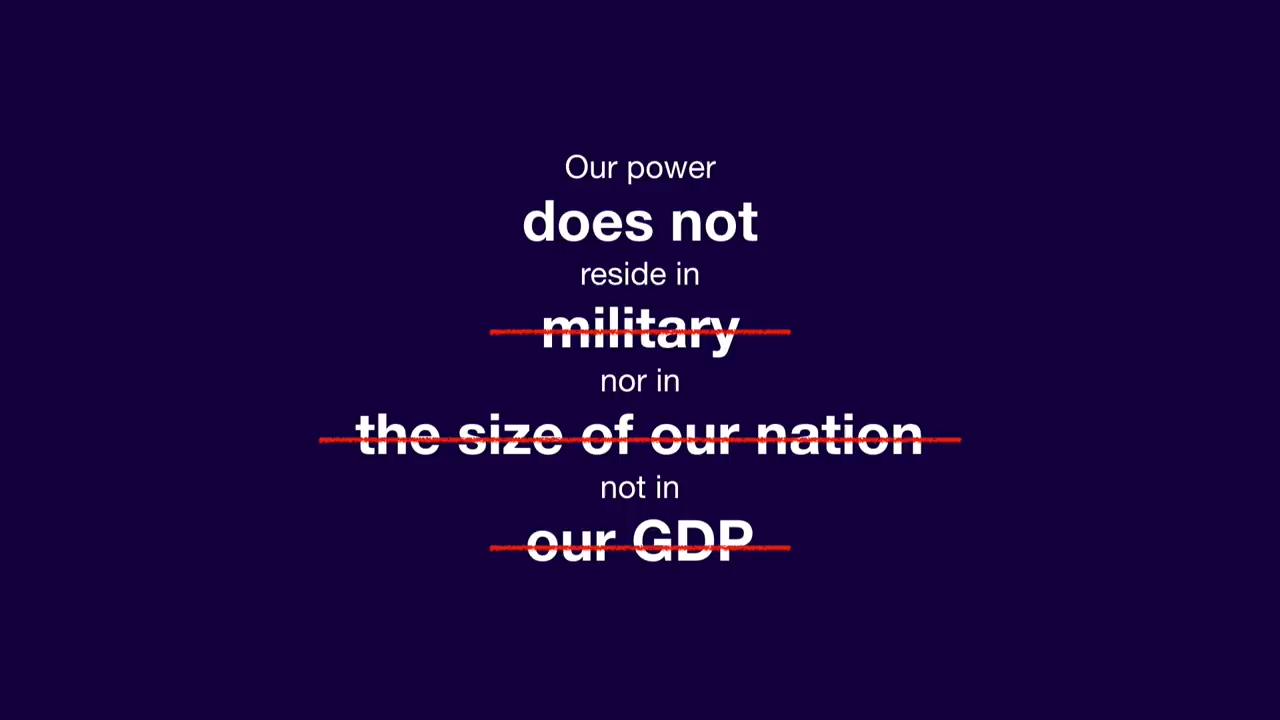 Our power
does not
reside in
military
nor in
the size of our nation
not in
our GDP